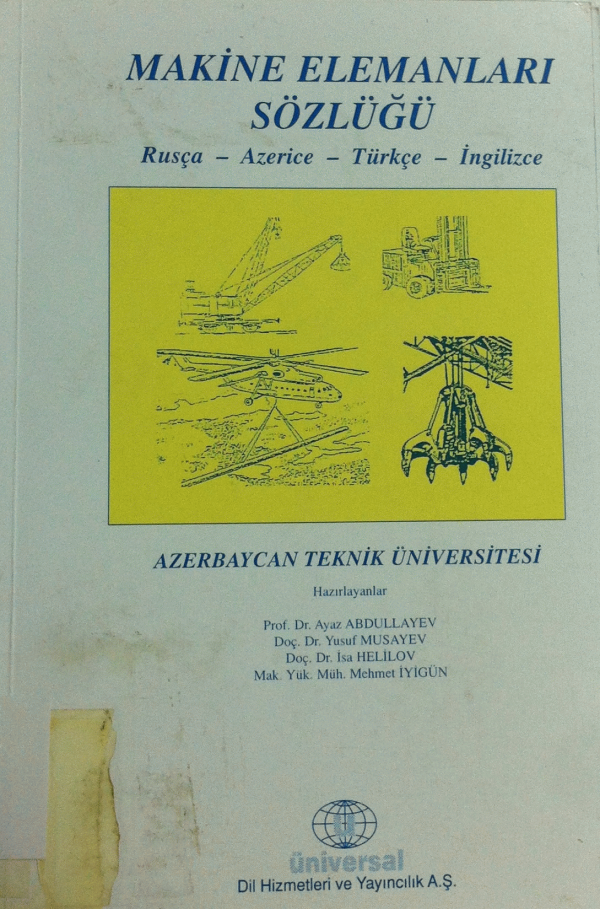 MAKİNE ELEMANLARI
SÖZLÜĞÜ
Rusça – Azerice – Türkçe – İngilizce
AZERBAYCAN TEKNİK ÜNİVERSİTESİ
Hazırlayanlar
Prof. Dr. Ayaz ABDULLAYEV
Doç. Dr. Yusuf MUSAYEV
Doç. Dr. İsa HELİLOV
Mak. Yük. Müh. Mehmet İYİGÜN
ü
üniversal
Dil Hizmetleri ve Yayıncılık A.Ş.